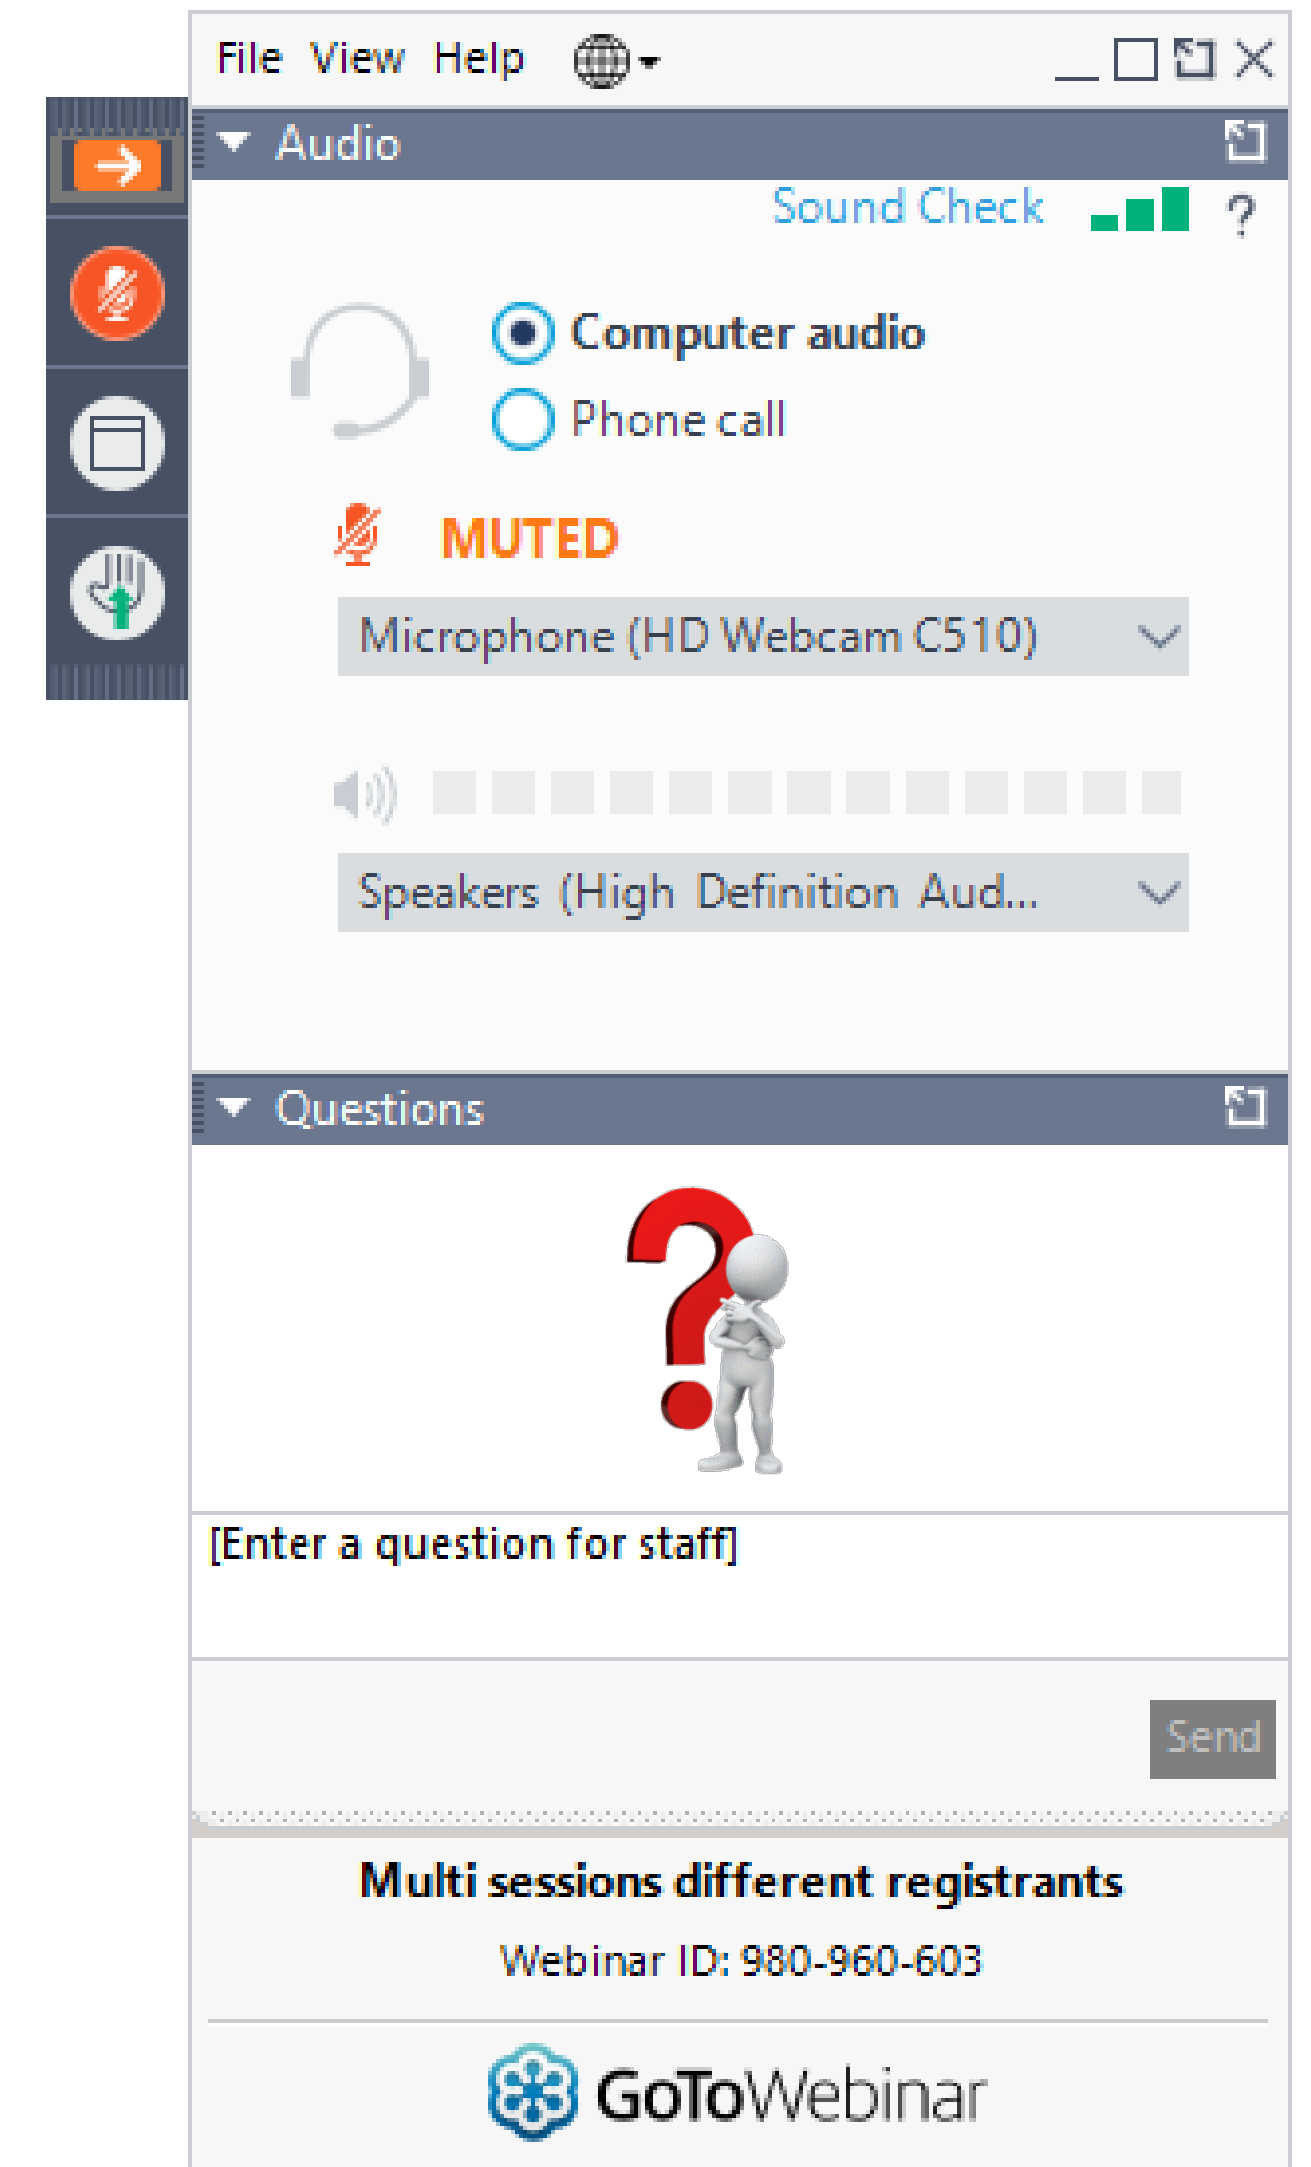 File View Help
Audio
Sound Check ?
Computer audio
Phone call
MUTED
Microphone (HD Webcam C510)
Speakers (High Definition Aud...
Questions
?
[Enter a question for staff]
Send
Multi sessions different registrants
Webinar ID: 980-960-603
GoToWebinar